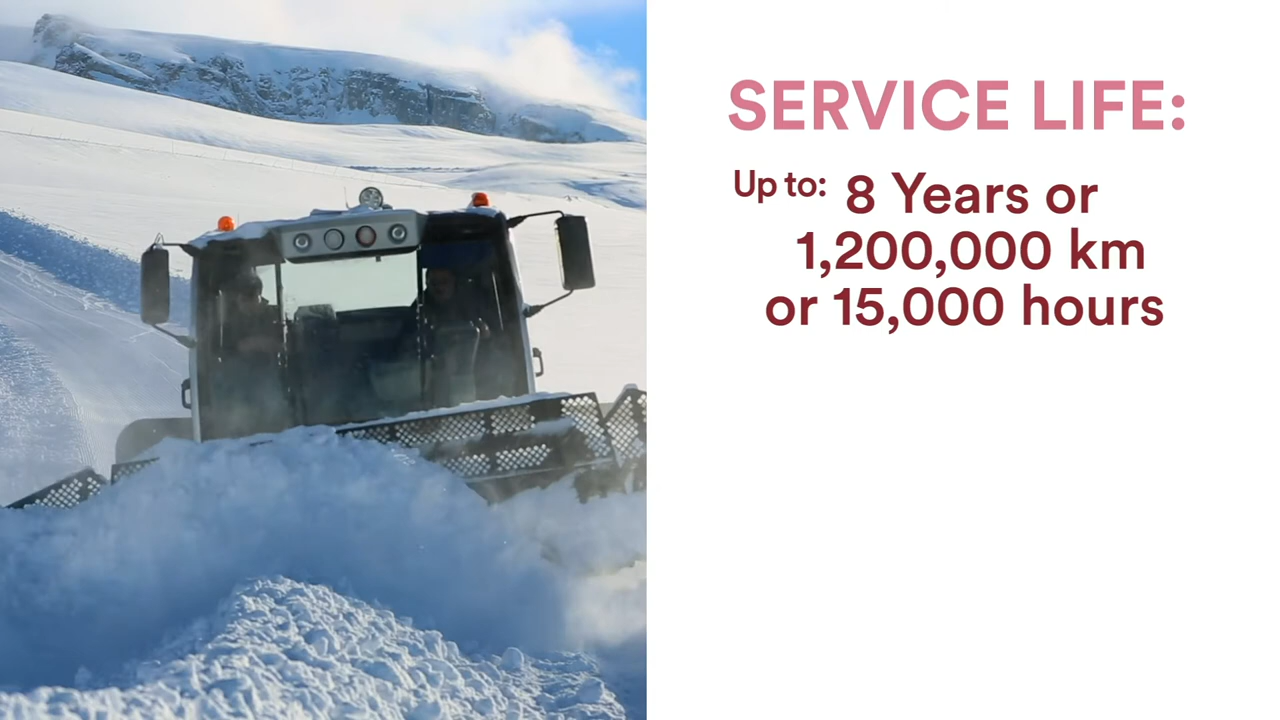 SERVICE LIFE:
Up to: 8 Years or
1,200,000 km
or 15,000 hours